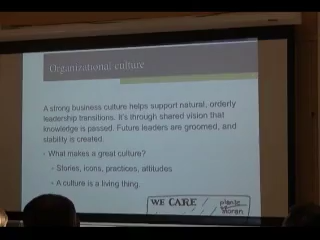 Organizational culture
A strong business culture helps support natural, orderly
leadership transitions. It's through shared vision that
knowledge is passed. Future leaders are groomed, and
stability is created.
- What makes a great culture?
- Stories, icons, practices, attitudes
- A culture is a living thing.
WE CARE / plante
moran